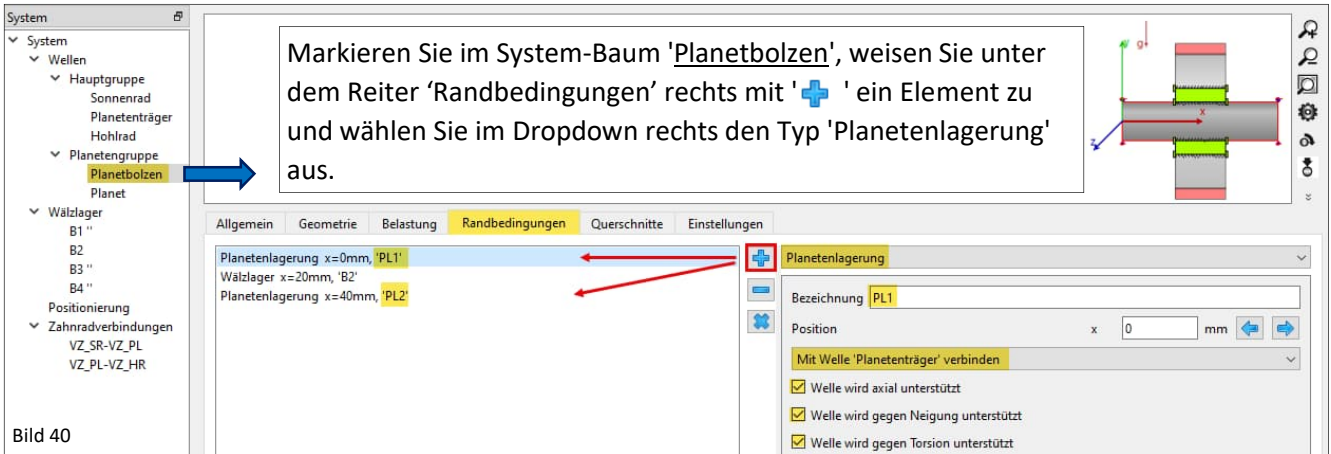 System
System
Wellen
Hauptgruppe
Sonnenrad
Planetenträger
Hohlrad
Planetengruppe
Planetbolzen
Planet
Wälzlager
B1 ''
B2
B3 ''
B4 ''
Positionierung
Zahnradverbindungen
VZ_SR-VZ_PL
VZ_PL-VZ_HR
Bild 40
Markieren Sie im System-Baum 'Planetbolzen', weisen Sie unter
dem Reiter ‘Randbedingungen’ rechts mit ' ' ein Element zu
und wählen Sie im Dropdown rechts den Typ 'Planetenlagerung'
aus.
y g
x
z
Allgemein Geometrie Belastung Randbedingungen Querschnitte Einstellungen
Planetenlagerung x=0mm, 'PL1'
Wälzlager x=20mm, 'B2'
Planetenlagerung x=40mm, 'PL2'
Planetenlagerung
Bezeichnung PL1
Position x 0 mm
Mit Welle 'Planetenträger' verbinden
Welle wird axial unterstützt
Welle wird gegen Neigung unterstützt
Welle wird gegen Torsion unterstützt